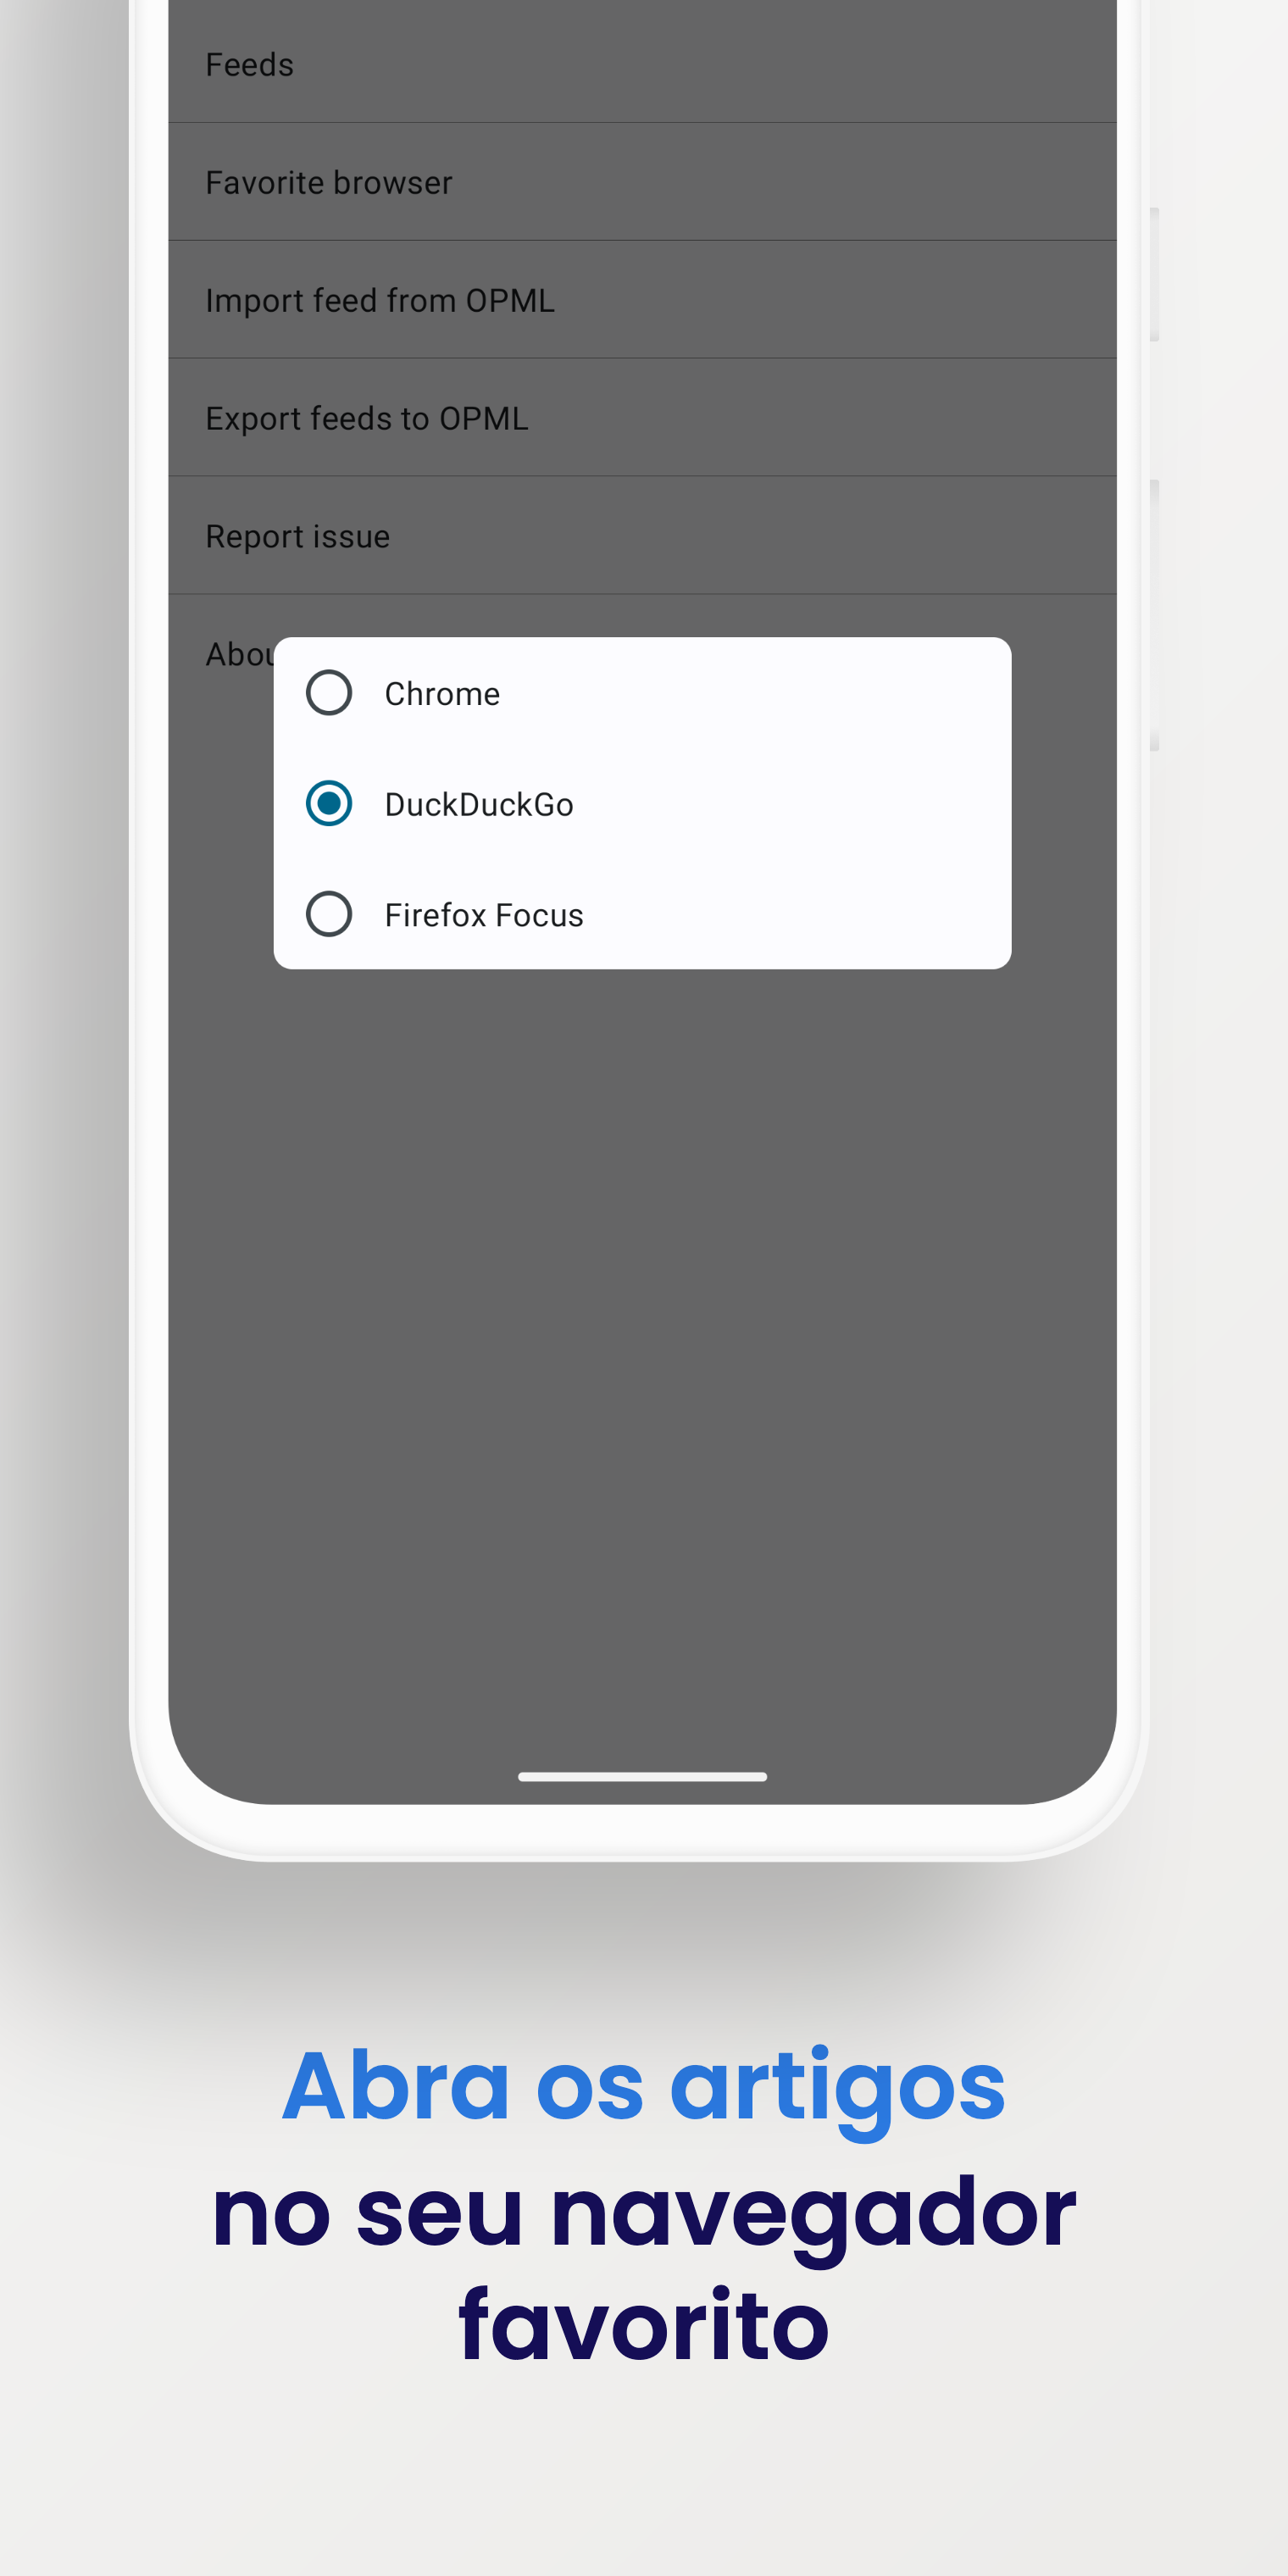 Feeds
Favorite browser
Import feed from OPML
Export feeds to OPML
Report issue
Abou
Chrome
DuckDuckGo
Firefox Focus
Abra os artigos
no seu navegador
favorito